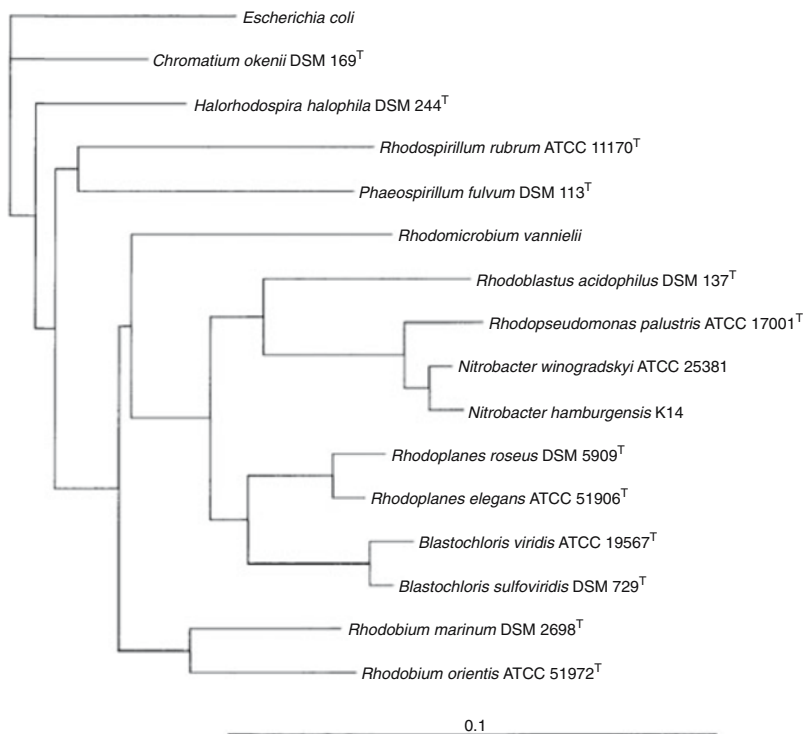 Escherichia coli
Chromatium okenii DSM 169T
Halorhodospira halophila DSM 244T
Rhodospirillum rubrum ATCC 11170T
Phaeospirillum fulvum DSM 113T
Rhodomicrobium vannielii
Rhodoblastus acidophilus DSM 137T
Rhodopseudomonas palustris ATCC 17001T
Nitrobacter winogradskyi ATCC 25381
Nitrobacter hamburgensis K14
Rhodoplanes roseus DSM 5909T
Rhodoplanes elegans ATCC 51906T
Blastochloris viridis ATCC 19567T
Blastochloris sulfoviridis DSM 729T
Rhodobium marinum DSM 2698T
Rhodobium orientis ATCC 51972T
0.1